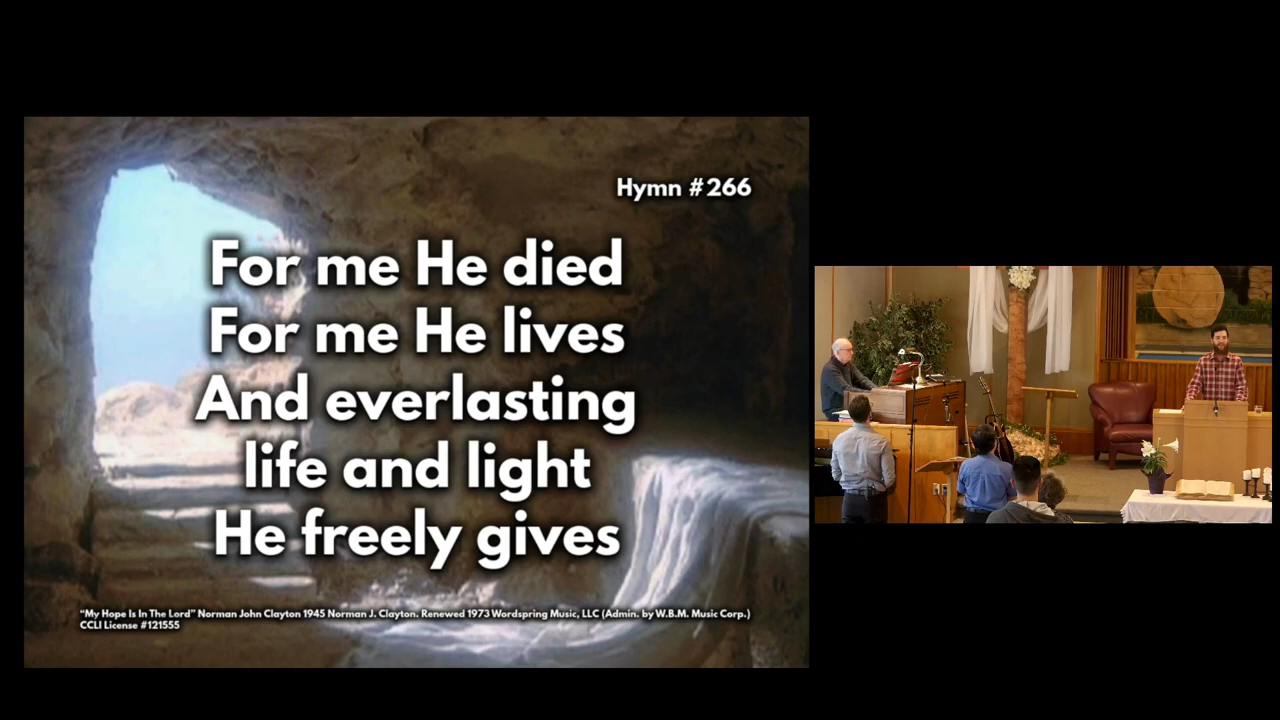 Hymn #266
For me He died
For me He lives
And everlasting
life and light
He freely gives
“My Hope Is In The Lord” Norman John Clayton 1945 Norman J. Clayton. Renewed 1973 Wordspring Music, LLC (Admin. by W.B.M. Music Corp.)
CCLI License #121555